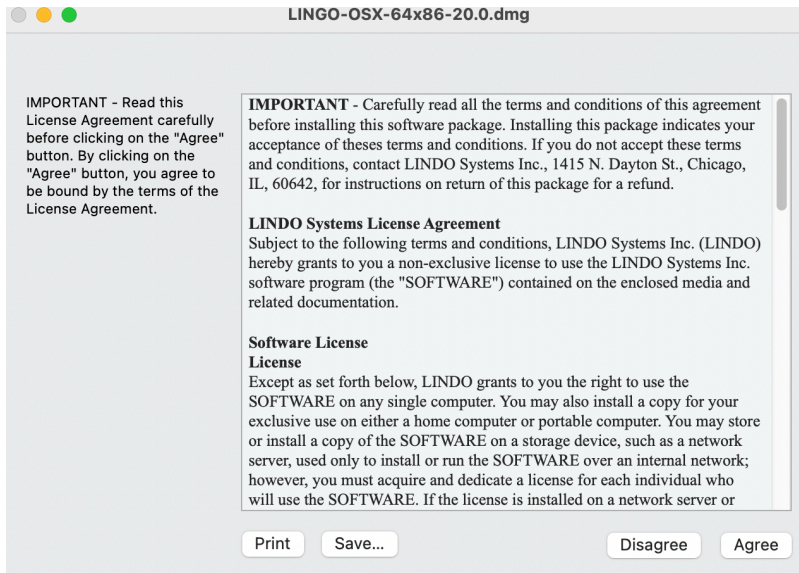 LINGO-OSX-64x86-20.0.dmg
IMPORTANT - Read this
License Agreement carefully
before clicking on the "Agree"
button. By clicking on the
"Agree" button, you agree to
be bound by the terms of the
License Agreement.
IMPORTANT - Carefully read all the terms and conditions of this agreement
before installing this software package. Installing this package indicates your
acceptance of theses terms and conditions. If you do not accept these terms
and conditions, contact LINDO Systems Inc., 1415 N. Dayton St., Chicago,
IL, 60642, for instructions on return of this package for a refund.
LINDO Systems License Agreement
Subject to the following terms and conditions, LINDO Systems Inc. (LINDO)
hereby grants to you a non-exclusive license to use the LINDO Systems Inc.
software program (the "SOFTWARE") contained on the enclosed media and
related documentation.
Software License
License
Except as set forth below, LINDO grants to you the right to use the
SOFTWARE on any single computer. You may also install a copy for your
exclusive use on either a home computer or portable computer. You may store
or install a copy of the SOFTWARE on a storage device, such as a network
server, used only to install or run the SOFTWARE over an internal network;
however, you must acquire and dedicate a license for each individual who
will use the SOFTWARE. If the license is installed on a network server or
Print
Save...
Disagree
Agree